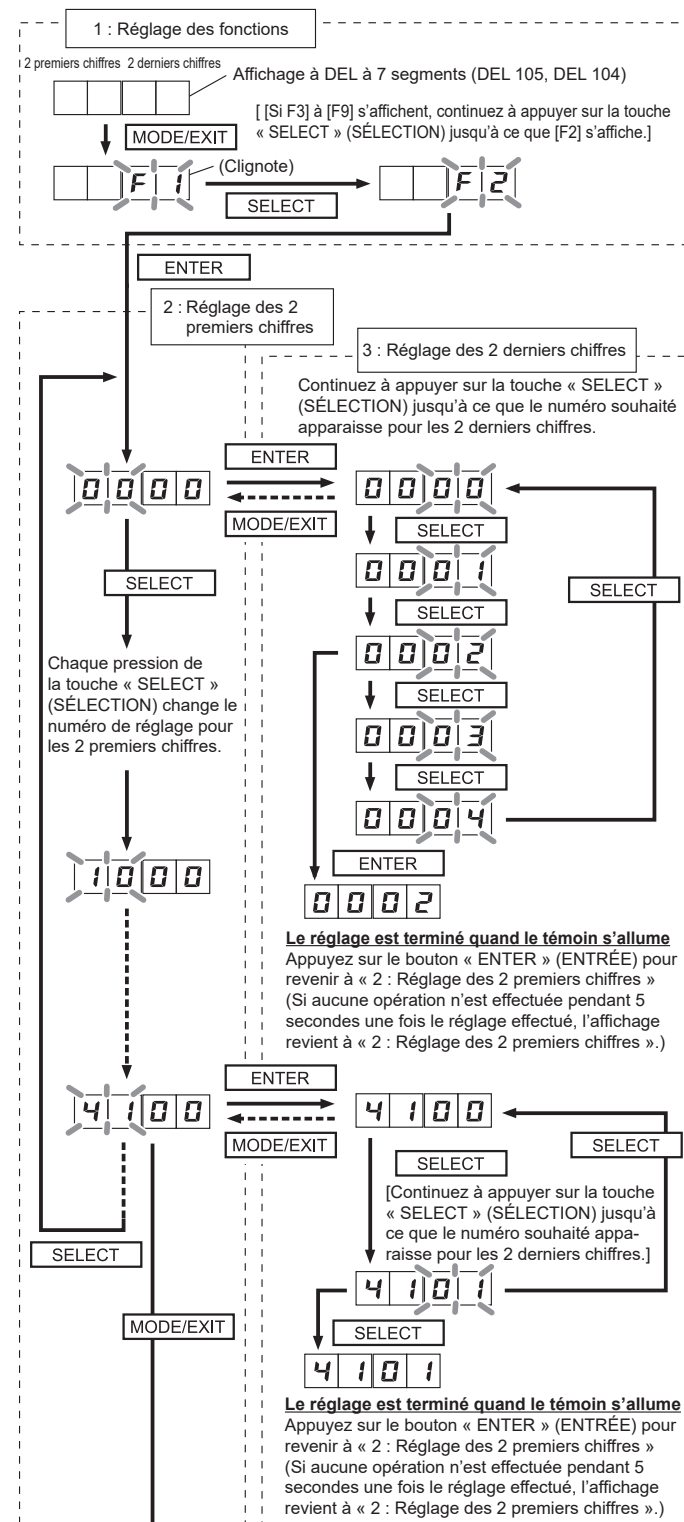 1 : Réglage des fonctions
2 premiers chiffres 2 derniers chiffres
Affichage à DEL à 7 segments (DEL 105, DEL 104)
[ [Si F3] à [F9] s’affichent, continuez à appuyer sur la touche
« SELECT » (SÉLECTION) jusqu’à ce que [F2] s’affiche.]
MODE/EXIT
(Clignote)
F 1
SELECT
F 2
ENTER
2 : Réglage des 2
premiers chiffres
3 : Réglage des 2 derniers chiffres
Continuez à appuyer sur la touche « SELECT »
(SÉLECTION) jusqu’à ce que le numéro souhaité
apparaisse pour les 2 derniers chiffres.
0 0 0 0
ENTER
MODE/EXIT
0 0 0 0
SELECT
0 0 0 1
SELECT
SELECT
SELECT
0 0 0 2
SELECT
0 0 0 3
SELECT
0 0 0 4
Chaque pression de
la touche « SELECT »
(SÉLECTION) change le
numéro de réglage pour
les 2 premiers chiffres.
1 0 0 0
ENTER
0 0 0 2
Le réglage est terminé quand le témoin s’allume
Appuyez sur le bouton « ENTER » (ENTRÉE) pour
revenir à « 2 : Réglage des 2 premiers chiffres »
(Si aucune opération n’est effectuée pendant 5
secondes une fois le réglage effectué, l’affichage
revient à « 2 : Réglage des 2 premiers chiffres ».)
4 1 0 0
ENTER
MODE/EXIT
4 1 0 0
SELECT
SELECT
[Continuez à appuyer sur la touche
« SELECT » (SÉLECTION) jusqu’à
ce que le numéro souhaité appa-
raisse pour les 2 derniers chiffres.]
SELECT
4 1 0 1
MODE/EXIT
SELECT
4 1 0 1
Le réglage est terminé quand le témoin s’allume
Appuyez sur le bouton « ENTER » (ENTRÉE) pour
revenir à « 2 : Réglage des 2 premiers chiffres »
(Si aucune opération n’est effectuée pendant 5
secondes une fois le réglage effectué, l’affichage
revient à « 2 : Réglage des 2 premiers chiffres ».)